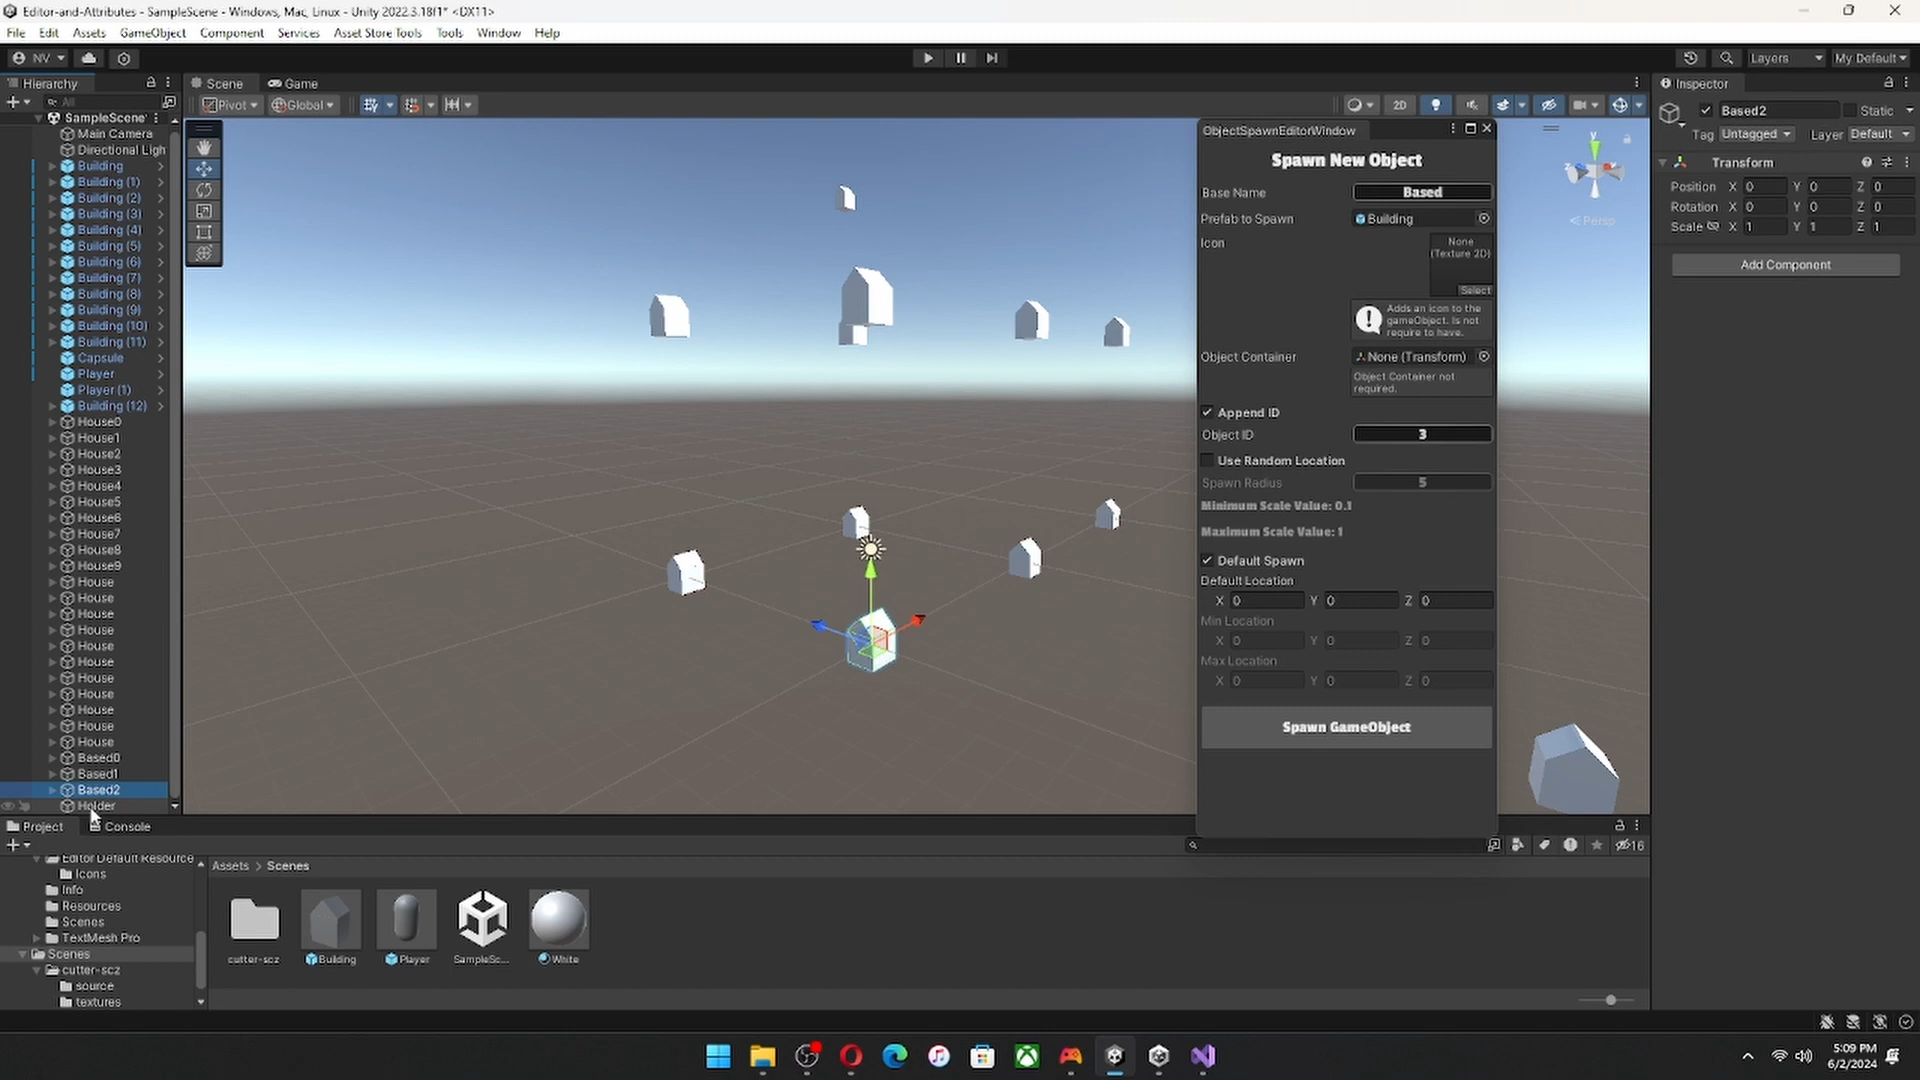 Editor-and-Attributes - SampleScene - Windows, Mac, Linux - Unity 2022.3.18f1* <DX11>
File Edit Assets GameObject Component Services Asset Store Tools Tools Window Help
NV
Layers
My Default
Hierarchy
All
SampleScene*
Main Camera
Directional Ligh
Building
Building (1)
Building (2)
Building (3)
Building (4)
Building (5)
Building (6)
Building (7)
Building (8)
Building (9)
Building (10)
Building (11)
Capsule
Player
Player (1)
Building (12)
House0
House1
House2
House3
House4
House5
House6
House7
House8
House9
House
House
House
House
House
House
House
House
House
House
House
Based0
Based1
Based2
Holder
Scene Game
Pivot Global
2D
y
x
z
< Persp
ObjectSpawnEditorWindow
Spawn New Object
Base Name Based
Prefab to Spawn Building
Icon
None
(Texture 2D)
Select
Adds an icon to the
gameObject. Is not
require to have.
Object Container None (Transform)
Object Container not
required.
Append ID
Object ID 3
Use Random Location
Spawn Radius 5
Minimum Scale Value: 0.1
Maximum Scale Value: 1
Default Spawn
Default Location
X 0 Y 0 Z 0
Min Location
X 0 Y 0 Z 0
Max Location
X 0 Y 0 Z 0
Spawn GameObject
Inspector
Based2 Static
Tag Untagged Layer Default
Transform
Position X 0 Y 0 Z 0
Rotation X 0 Y 0 Z 0
Scale X 1 Y 1 Z 1
Add Component
Project Console
16
Editor Default Resource
Icons
Info
Resources
Scenes
TextMesh Pro
Scenes
cutter-scz
source
textures
Assets > Scenes
cutter-scz
Building
Player
SampleSc...
White
5:09 PM
6/2/2024